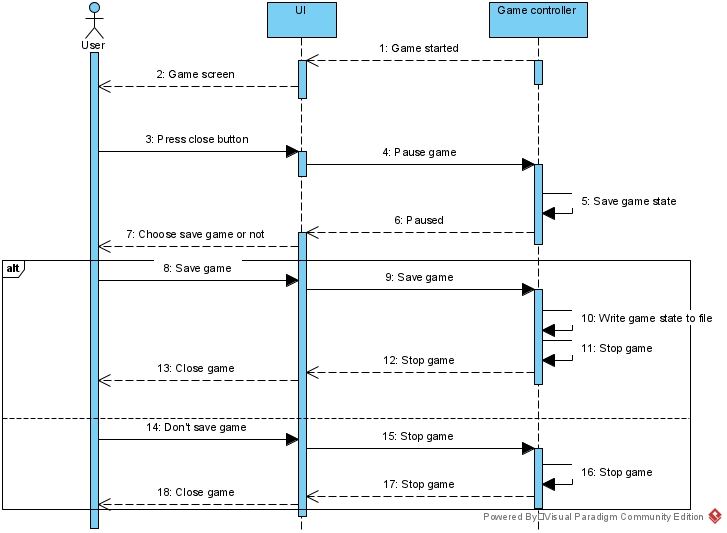 User
UI
Game controller
1: Game started
2: Game screen
3: Press close button
4: Pause game
5: Save game state
6: Paused
7: Choose save game or not
alt
8: Save game
9: Save game
10: Write game state to file
11: Stop game
12: Stop game
13: Close game
14: Don't save game
15: Stop game
16: Stop game
17: Stop game
18: Close game
Powered By Visual Paradigm Community Edition